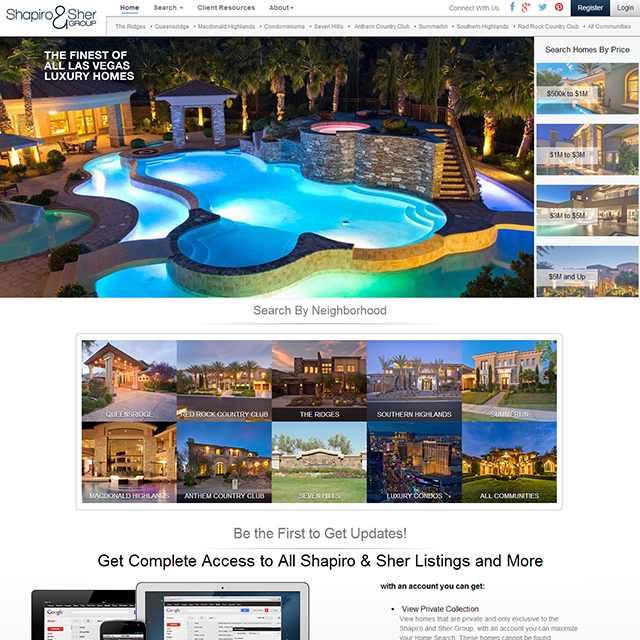 Shapiro & Sher
GROUP
Home Search Client Resources About
Connect With Us
Register Login
The Ridges • Queensridge • Macdonald Highlands • Condominiums • Seven Hills • Anthem Country Club • Summerlin • Southern Highlands • Red Rock Country Club • All Communities
THE FINEST OF
ALL LAS VEGAS
LUXURY HOMES
Search Homes By Price
$500k to $1M
$1M to $3M
$3M to $5M
$5M and Up
Search By Neighborhood
QUEENSRIDGE
RED ROCK COUNTRY CLUB
THE RIDGES
SOUTHERN HIGHLANDS
SUMMERLIN
MACDONALD HIGHLANDS
ANTHEM COUNTRY CLUB
SEVEN HILLS
LUXURY CONDOS
ALL COMMUNITIES
Be the First to Get Updates!
Get Complete Access to All Shapiro & Sher Listings and More
with an account you can get:
• View Private Collection
View homes that are private and only exclusive to the
Shapiro and Sher Group, with an account you can maximize
your Home Search. These homes cannot be found
Google
Google